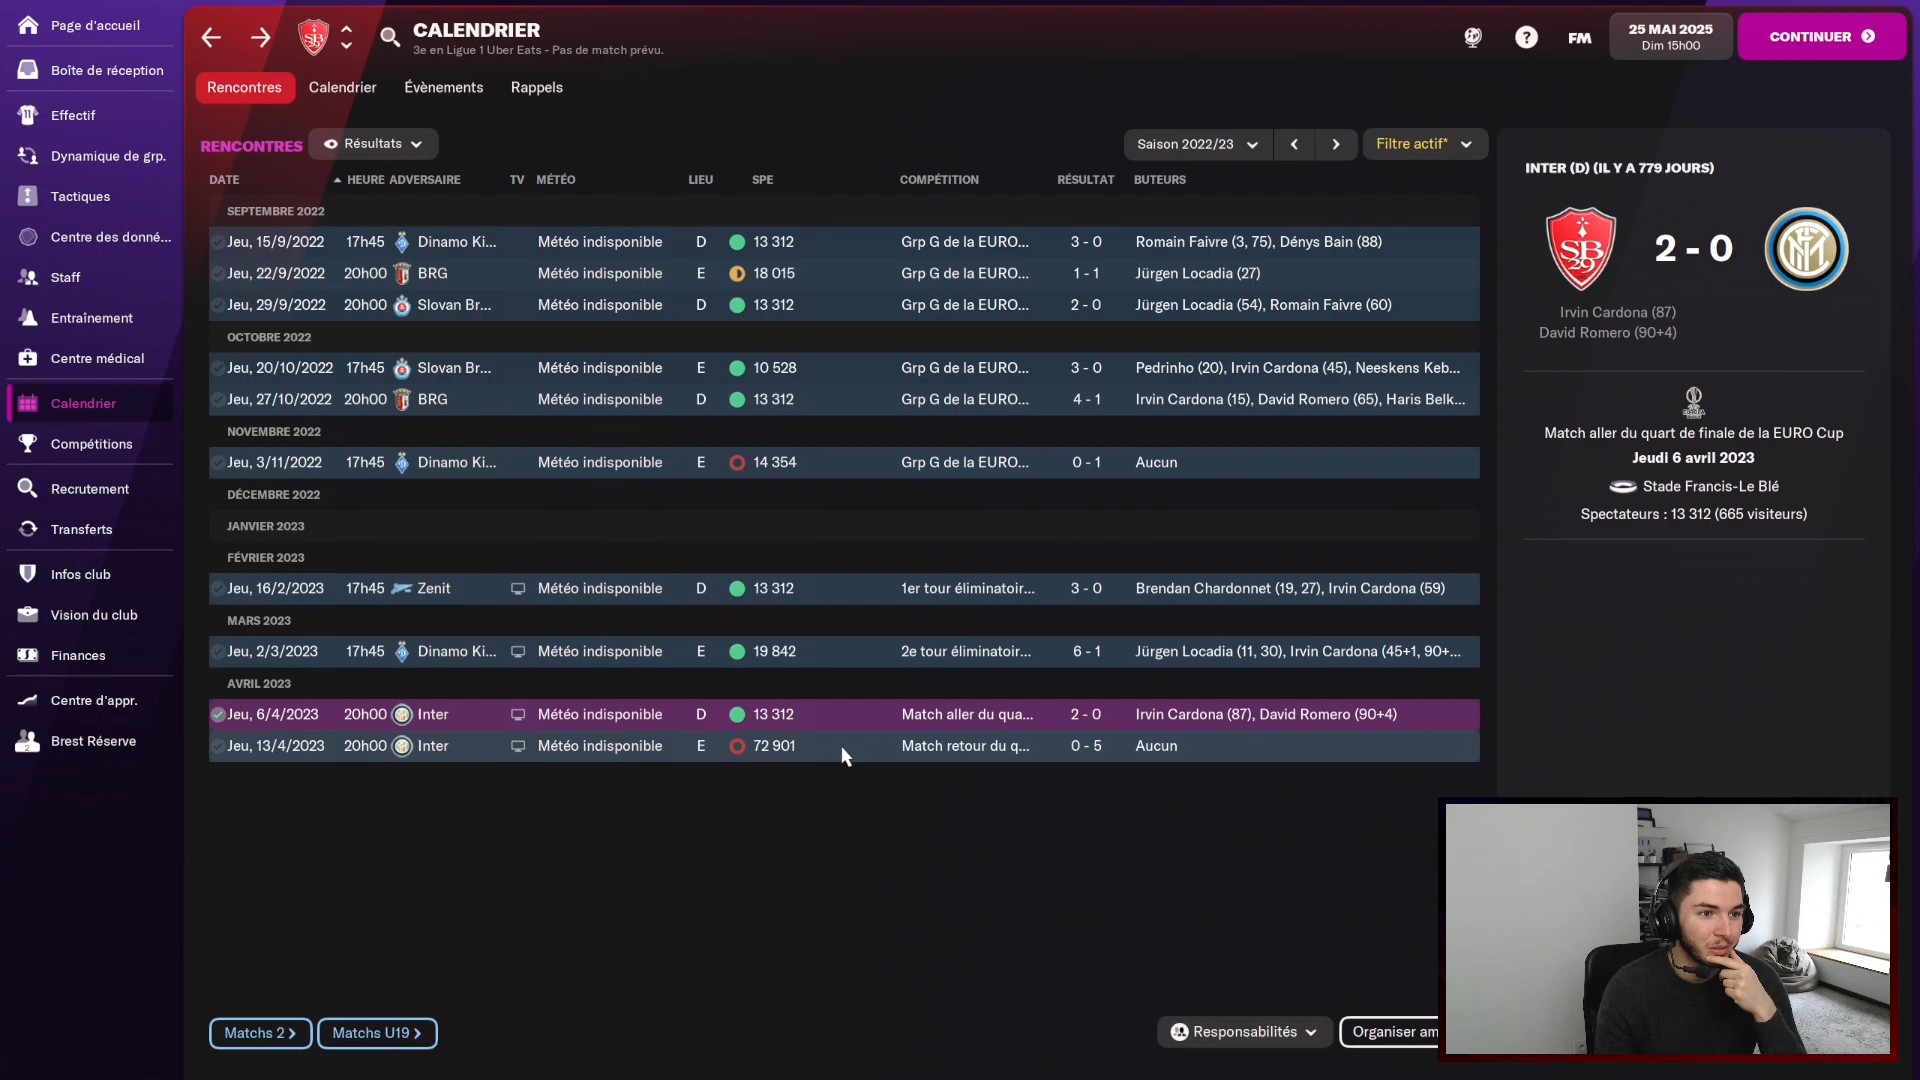 Page d'accueil
Boîte de réception
Effectif
Dynamique de grp.
Tactiques
Centre des donné...
Staff
Entraînement
Centre médical
Calendrier
Compétitions
Recrutement
Transferts
Infos club
Vision du club
Finances
Centre d'appr.
2 Brest Réserve
CALENDRIER
3e en Ligue 1 Uber Eats - Pas de match prévu.
? FM
25 MAI 2025
Dim 15h00
CONTINUER
Rencontres Calendrier Évènements Rappels
RENCONTRES Résultats Saison 2022/23 Filtre actif*
DATE HEURE ADVERSAIRE TV MÉTÉO LIEU SPE COMPÉTITION RÉSULTAT BUTEURS
SEPTEMBRE 2022
Jeu, 15/9/2022 17h45 Dinamo Ki... Météo indisponible D 13 312 Grp G de la EURO... 3 - 0 Romain Faivre (3, 75), Dénys Bain (88)
Jeu, 22/9/2022 20h00 BRG Météo indisponible E 18 015 Grp G de la EURO... 1 - 1 Jürgen Locadia (27)
Jeu, 29/9/2022 20h00 Slovan Br... Météo indisponible D 13 312 Grp G de la EURO... 2 - 0 Jürgen Locadia (54), Romain Faivre (60)
OCTOBRE 2022
Jeu, 20/10/2022 17h45 Slovan Br... Météo indisponible E 10 528 Grp G de la EURO... 3 - 0 Pedrinho (20), Irvin Cardona (45), Neeskens Keb...
Jeu, 27/10/2022 20h00 BRG Météo indisponible D 13 312 Grp G de la EURO... 4 - 1 Irvin Cardona (15), David Romero (65), Haris Belk...
NOVEMBRE 2022
Jeu, 3/11/2022 17h45 Dinamo Ki... Météo indisponible E 14 354 Grp G de la EURO... 0 - 1 Aucun
DÉCEMBRE 2022
JANVIER 2023
FÉVRIER 2023
Jeu, 16/2/2023 17h45 Zenit Météo indisponible D 13 312 1er tour éliminatoir... 3 - 0 Brendan Chardonnet (19, 27), Irvin Cardona (59)
MARS 2023
Jeu, 2/3/2023 17h45 Dinamo Ki... Météo indisponible E 19 842 2e tour éliminatoir... 6 - 1 Jürgen Locadia (11, 30), Irvin Cardona (45+1, 90+...
AVRIL 2023
Jeu, 6/4/2023 20h00 Inter Météo indisponible D 13 312 Match aller du qua... 2 - 0 Irvin Cardona (87), David Romero (90+4)
Jeu, 13/4/2023 20h00 Inter Météo indisponible E 72 901 Match retour du q... 0 - 5 Aucun
INTER (D) (IL Y A 779 JOURS)
SB 29
2 - 0
Irvin Cardona (87)
David Romero (90+4)
Match aller du quart de finale de la EURO Cup
Jeudi 6 avril 2023
Stade Francis-Le Blé
Spectateurs : 13 312 (665 visiteurs)
Matchs 2 Matchs U19
Responsabilités Organiser am